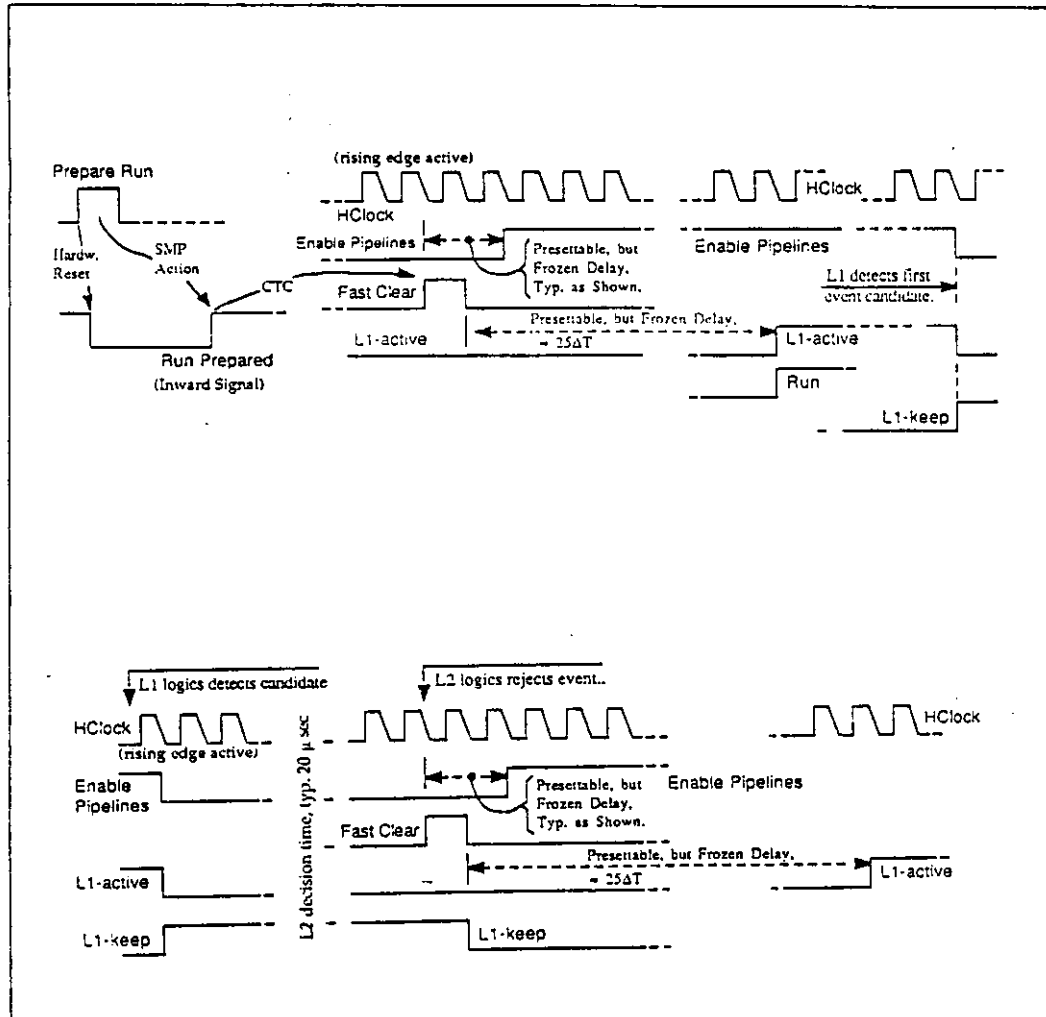 (rising edge active)
Prepare Run
HClock
HClock
Enable Pipelines
Enable Pipelines
Hardw.
Reset
SMP
Action
Presettable, but
Frozen Delay,
Typ. as Shown.
CTC
Fast Clear
L1 detects first
event candidate.
Presettable, but Frozen Delay,
L1-active
= 25ΔT
L1-active
Run Prepared
(Inward Signal)
Run
L1-keep
L1 logics detects candidate
L2 logics rejects event..
HClock
HClock
(rising edge active)
Enable
Pipelines
L2 decision time, typ. 20 µ sec
Presettable, but
Frozen Delay,
Typ. as Shown.
Enable Pipelines
Fast Clear
Presettable, but Frozen Delay,
= 25ΔT
L1-active
L1-active
L1-keep
L1-keep